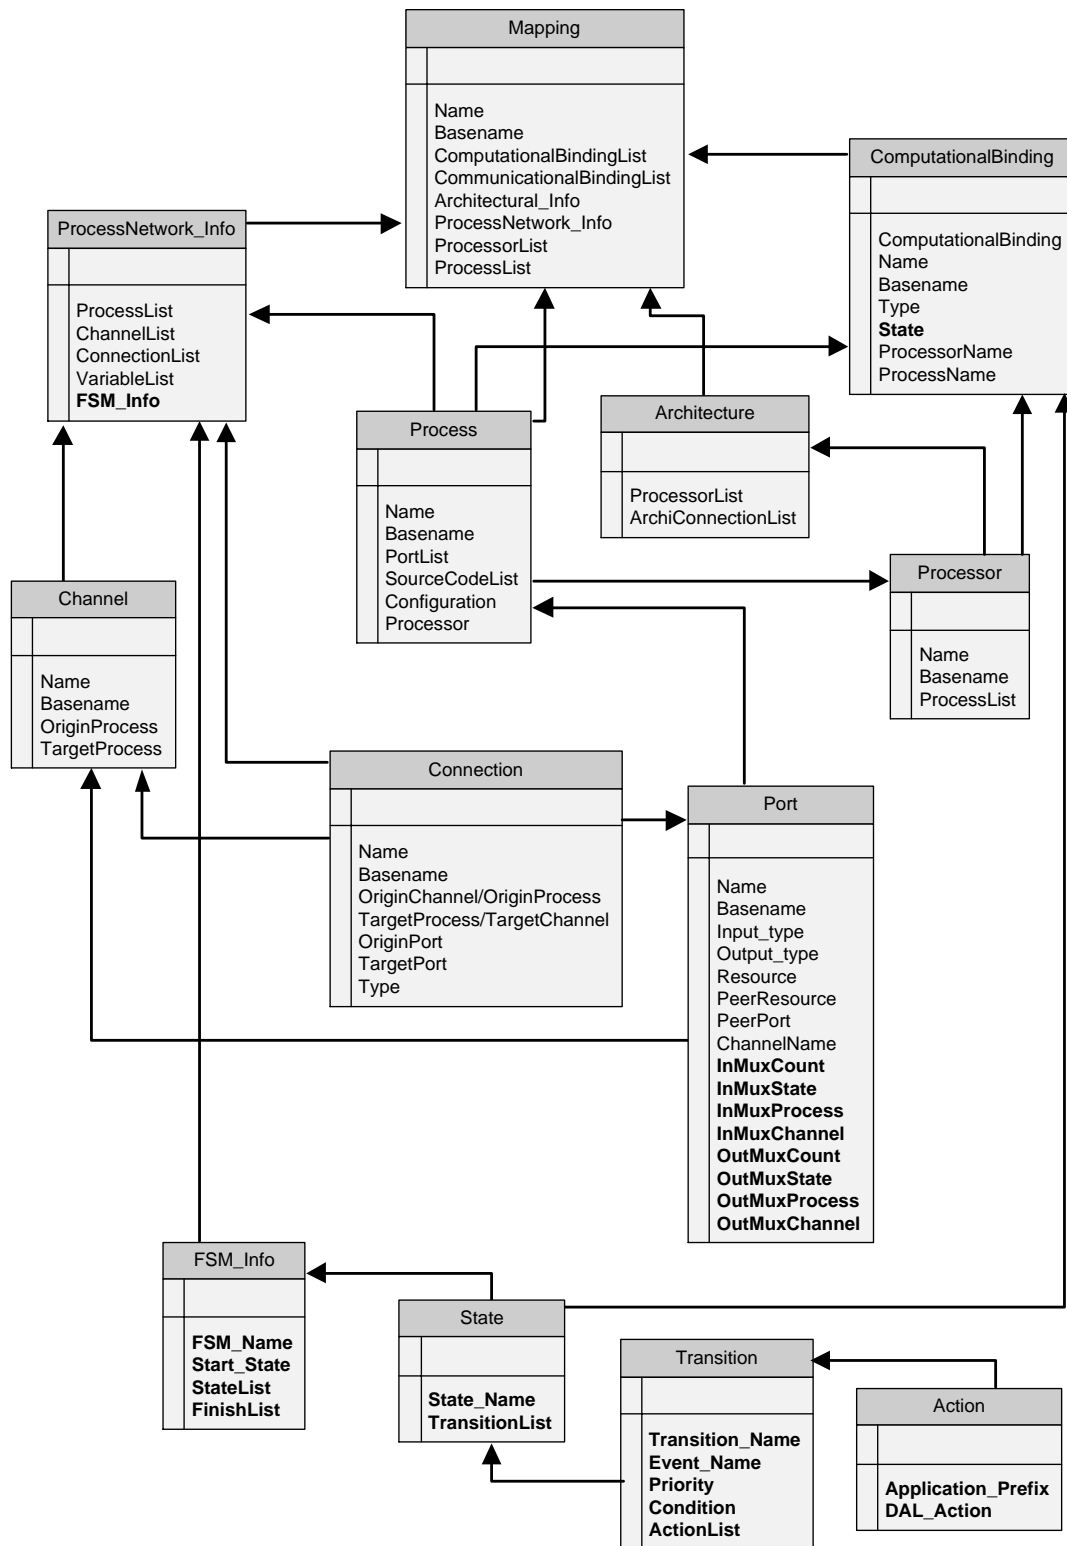 Mapping
Name
Basename
ComputationalBindingList
CommunicationalBindingList
Architectural_Info
ProcessNetwork_Info
ProcessorList
ProcessList
ComputationalBinding
ComputationalBinding
Name
Basename
Type
State
ProcessorName
ProcessName
ProcessNetwork_Info
ProcessList
ChannelList
ConnectionList
VariableList
FSM_Info
Process
Name
Basename
PortList
SourceCodeList
Configuration
Processor
Architecture
ProcessorList
ArchiConnectionList
Processor
Name
Basename
ProcessList
Channel
Name
Basename
OriginProcess
TargetProcess
Connection
Name
Basename
OriginChannel/OriginProcess
TargetProcess/TargetChannel
OriginPort
TargetPort
Type
Port
Name
Basename
Input_type
Output_type
Resource
PeerResource
PeerPort
ChannelName
InMuxCount
InMuxState
InMuxProcess
InMuxChannel
OutMuxCount
OutMuxState
OutMuxProcess
OutMuxChannel
FSM_Info
FSM_Name
Start_State
StateList
FinishList
State
State_Name
TransitionList
Transition
Transition_Name
Event_Name
Priority
Condition
ActionList
Action
Application_Prefix
DAL_Action